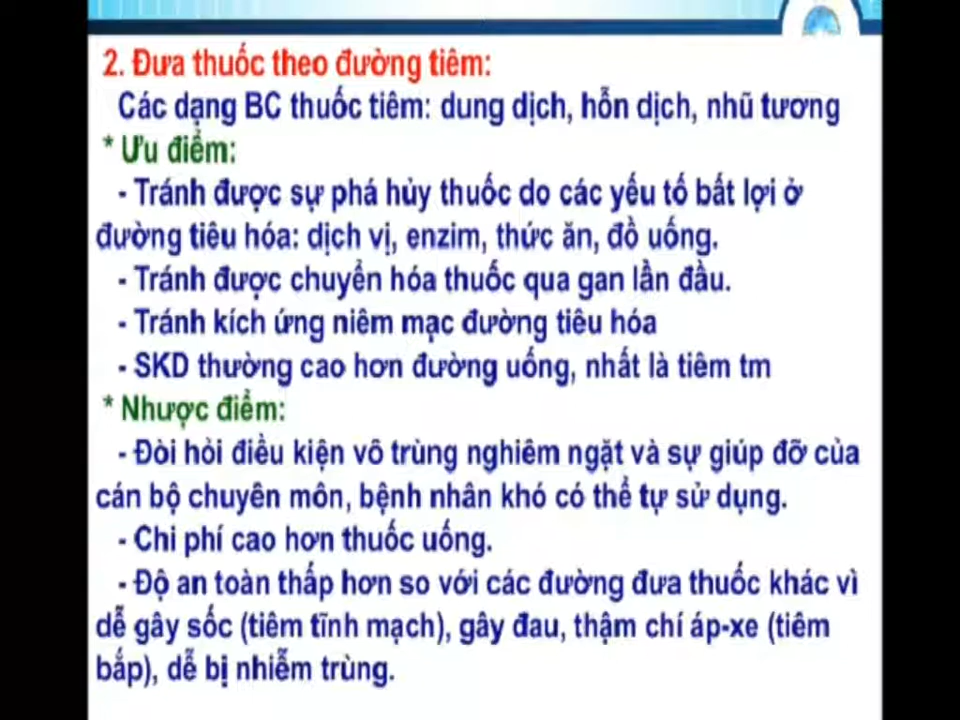 2. Đưa thuốc theo đường tiêm:
Các dạng BC thuốc tiêm: dung dịch, hỗn dịch, nhũ tương
* Ưu điểm:
- Tránh được sự phá hủy thuốc do các yếu tố bất lợi ở
đường tiêu hóa: dịch vị, enzim, thức ăn, đồ uống.
- Tránh được chuyển hóa thuốc qua gan lần đầu.
- Tránh kích ứng niêm mạc đường tiêu hóa
- SKD thường cao hơn đường uống, nhất là tiêm tm
* Nhược điểm:
- Đòi hỏi điều kiện vô trùng nghiêm ngặt và sự giúp đỡ của
cán bộ chuyên môn, bệnh nhân khó có thể tự sử dụng.
- Chi phí cao hơn thuốc uống.
- Độ an toàn thấp hơn so với các đường đưa thuốc khác vì
dễ gây sốc (tiêm tĩnh mạch), gây đau, thậm chí áp-xe (tiêm
bắp), dễ bị nhiễm trùng.